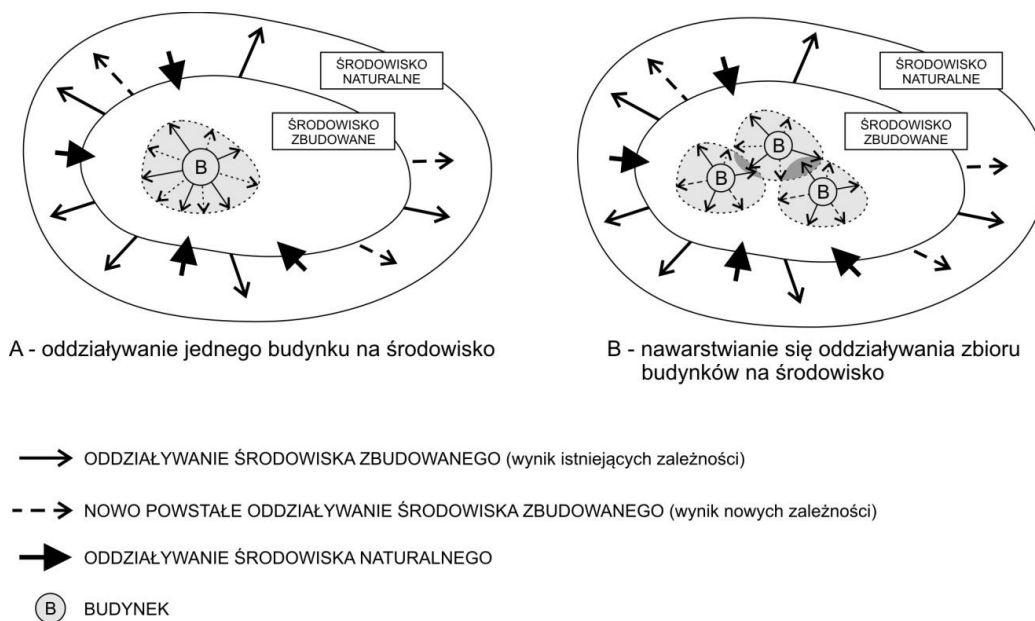 ŚRODOWISKO
NATURALNE
ŚRODOWISKO
ZBUDOWANE
B
A - oddziaływanie jednego budynku na środowisko
ŚRODOWISKO
NATURALNE
ŚRODOWISKO
ZBUDOWANE
B
B
B
B - nawarstwianie się oddziaływania zbioru
budynków na środowisko
ODDZIAŁYWANIE ŚRODOWISKA ZBUDOWANEGO (wynik istniejących zależności)
NOWO POWSTAŁE ODDZIAŁYWANIE ŚRODOWISKA ZBUDOWANEGO (wynik nowych zależności)
ODDZIAŁYWANIE ŚRODOWISKA NATURALNEGO
B BUDYNEK